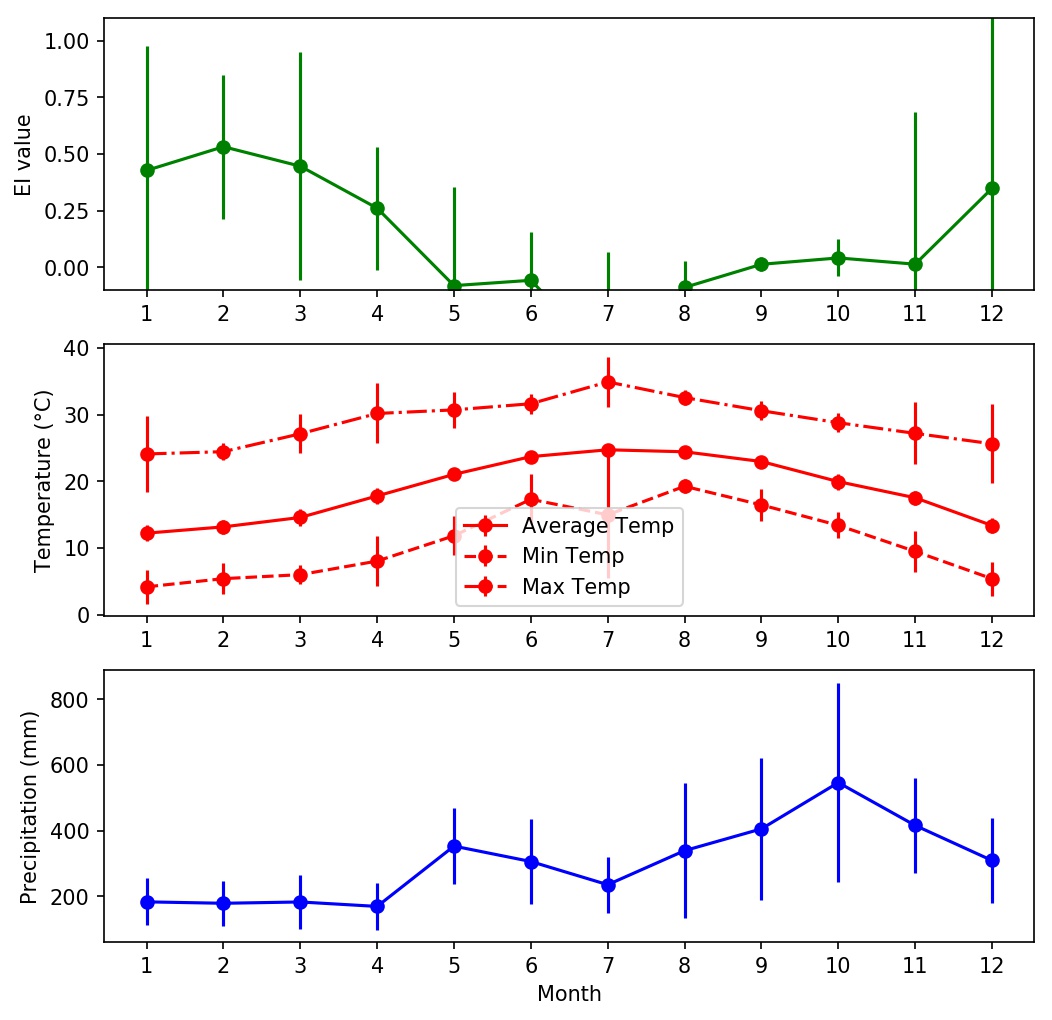 1.00
0.75
0.50
0.25
0.00
EI value
1 2 3 4 5 6 7 8 9 10 11 12
40
30
20
10
0
Temperature (°C)
Average Temp
Min Temp
Max Temp
1 2 3 4 5 6 7 8 9 10 11 12
800
600
400
200
Precipitation (mm)
1 2 3 4 5 6 7 8 9 10 11 12
Month